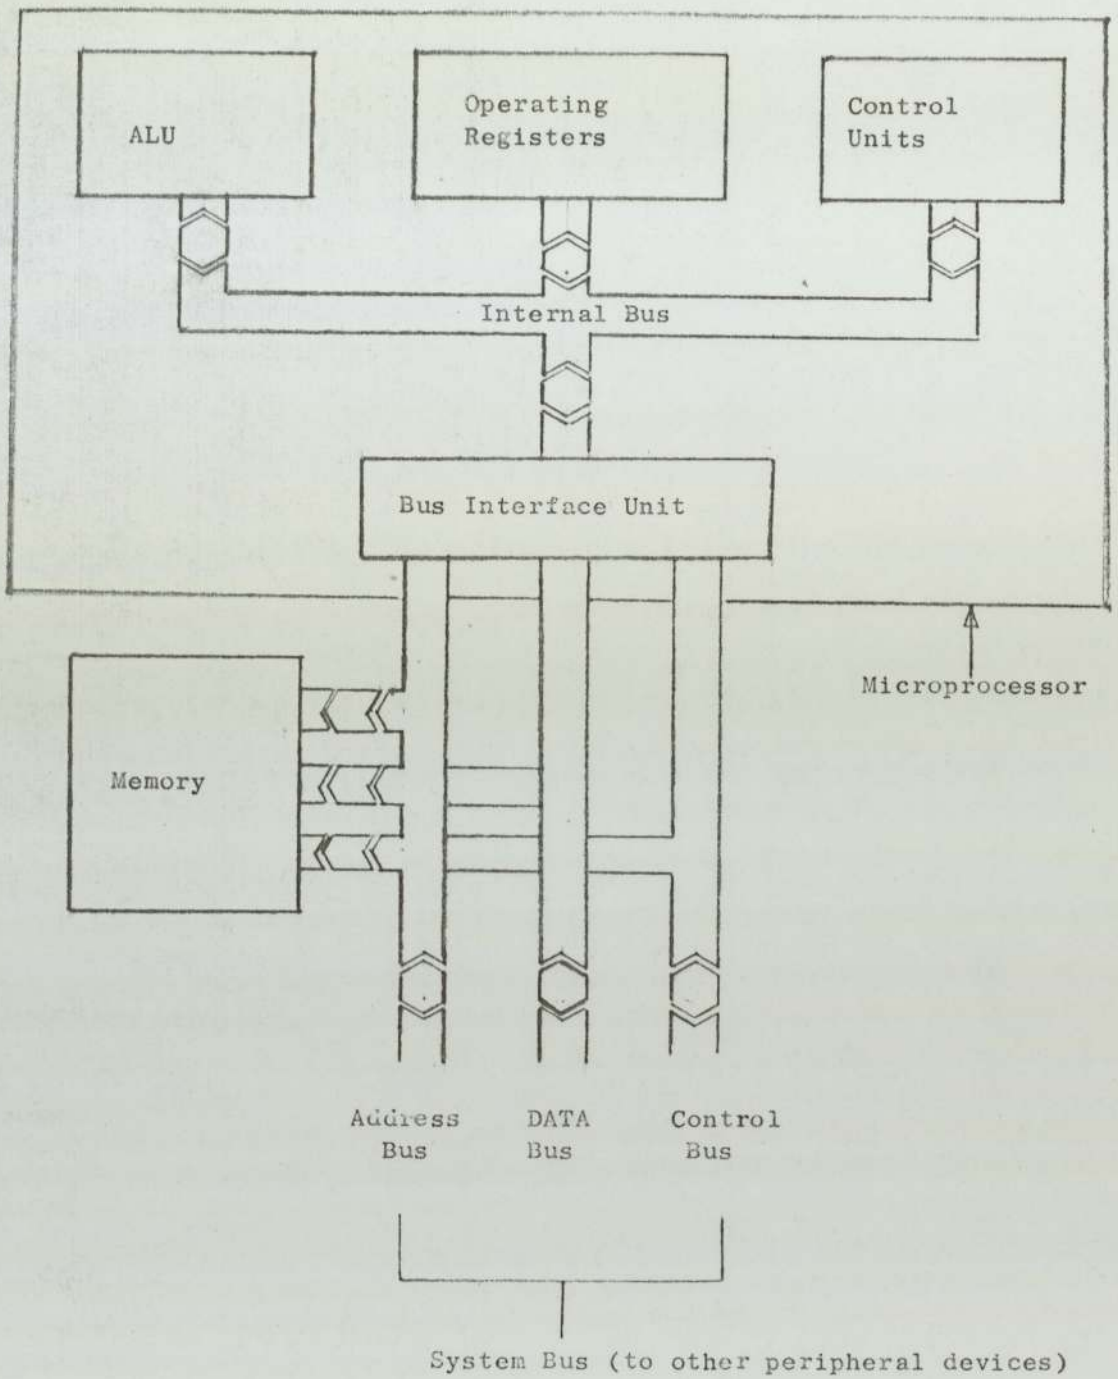 ALU
Operating
Registers
Control
Units
Internal Bus
Bus Interface Unit
Microprocessor
Memory
Address
Bus
DATA
Bus
Control
Bus
System Bus (to other peripheral devices)